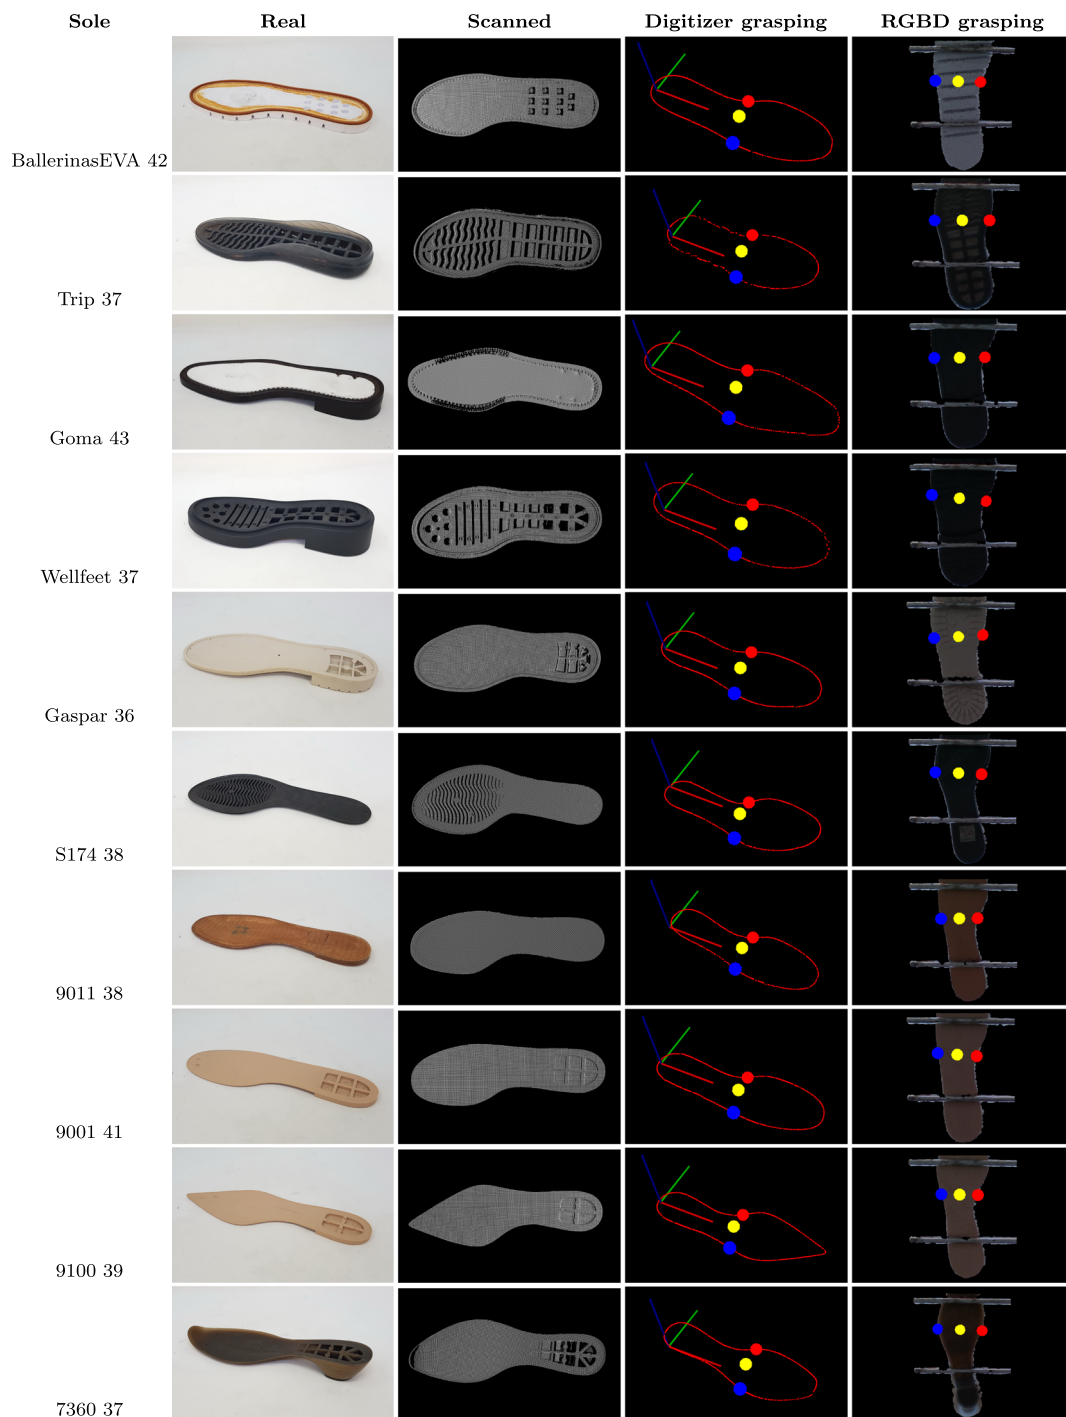 Sole Real Scanned Digitizer grasping RGBD grasping
BallerinasEVA 42
Trip 37
Goma 43
Wellfeet 37
Gaspar 36
S174 38
9011 38
9001 41
9100 39
7360 37